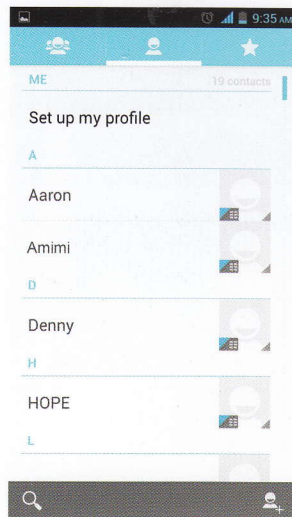 9:35 AM
ME 19 contacts
Set up my profile
A
Aaron
Amimi
D
Denny
H
HOPE
L